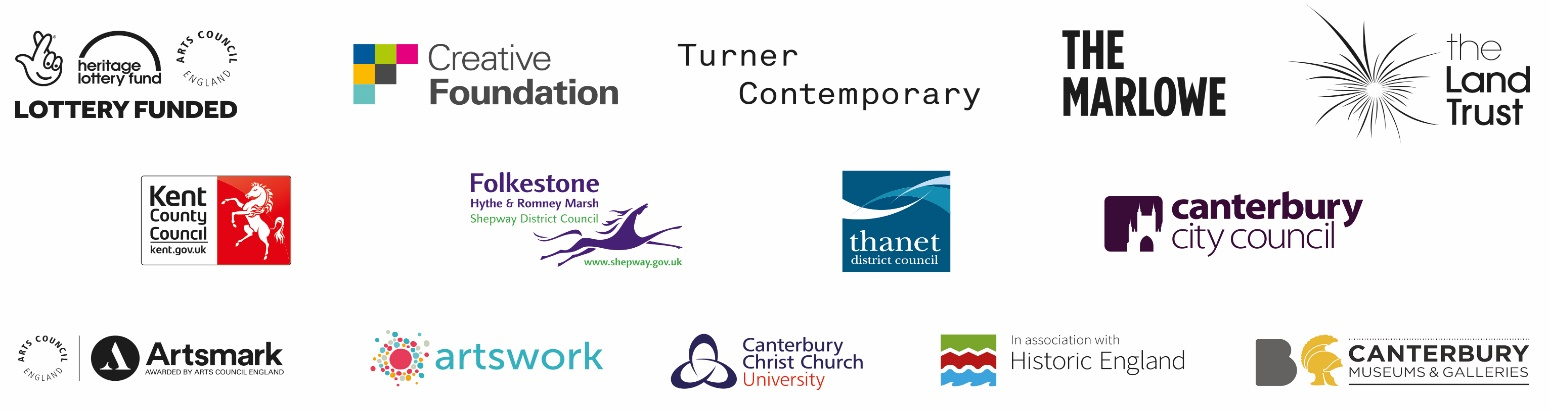 heritage
lottery fund
ARTS COUNCIL
ENGLAND
LOTTERY FUNDED
Creative
Foundation
Turner
Contemporary
THE
MARLOWE
the
Land
Trust
Kent
County
Council
kent.gov.uk
Folkestone
Hythe & Romney Marsh
Shepway District Council
www.shepway.gov.uk
thanet
district council
canterbury
city council
ARTS COUNCIL
ENGLAND
Artsmark
AWARDED BY ARTS COUNCIL ENGLAND
artswork
Canterbury
Christ Church
University
In association with
Historic England
B
CANTERBURY
MUSEUMS & GALLERIES